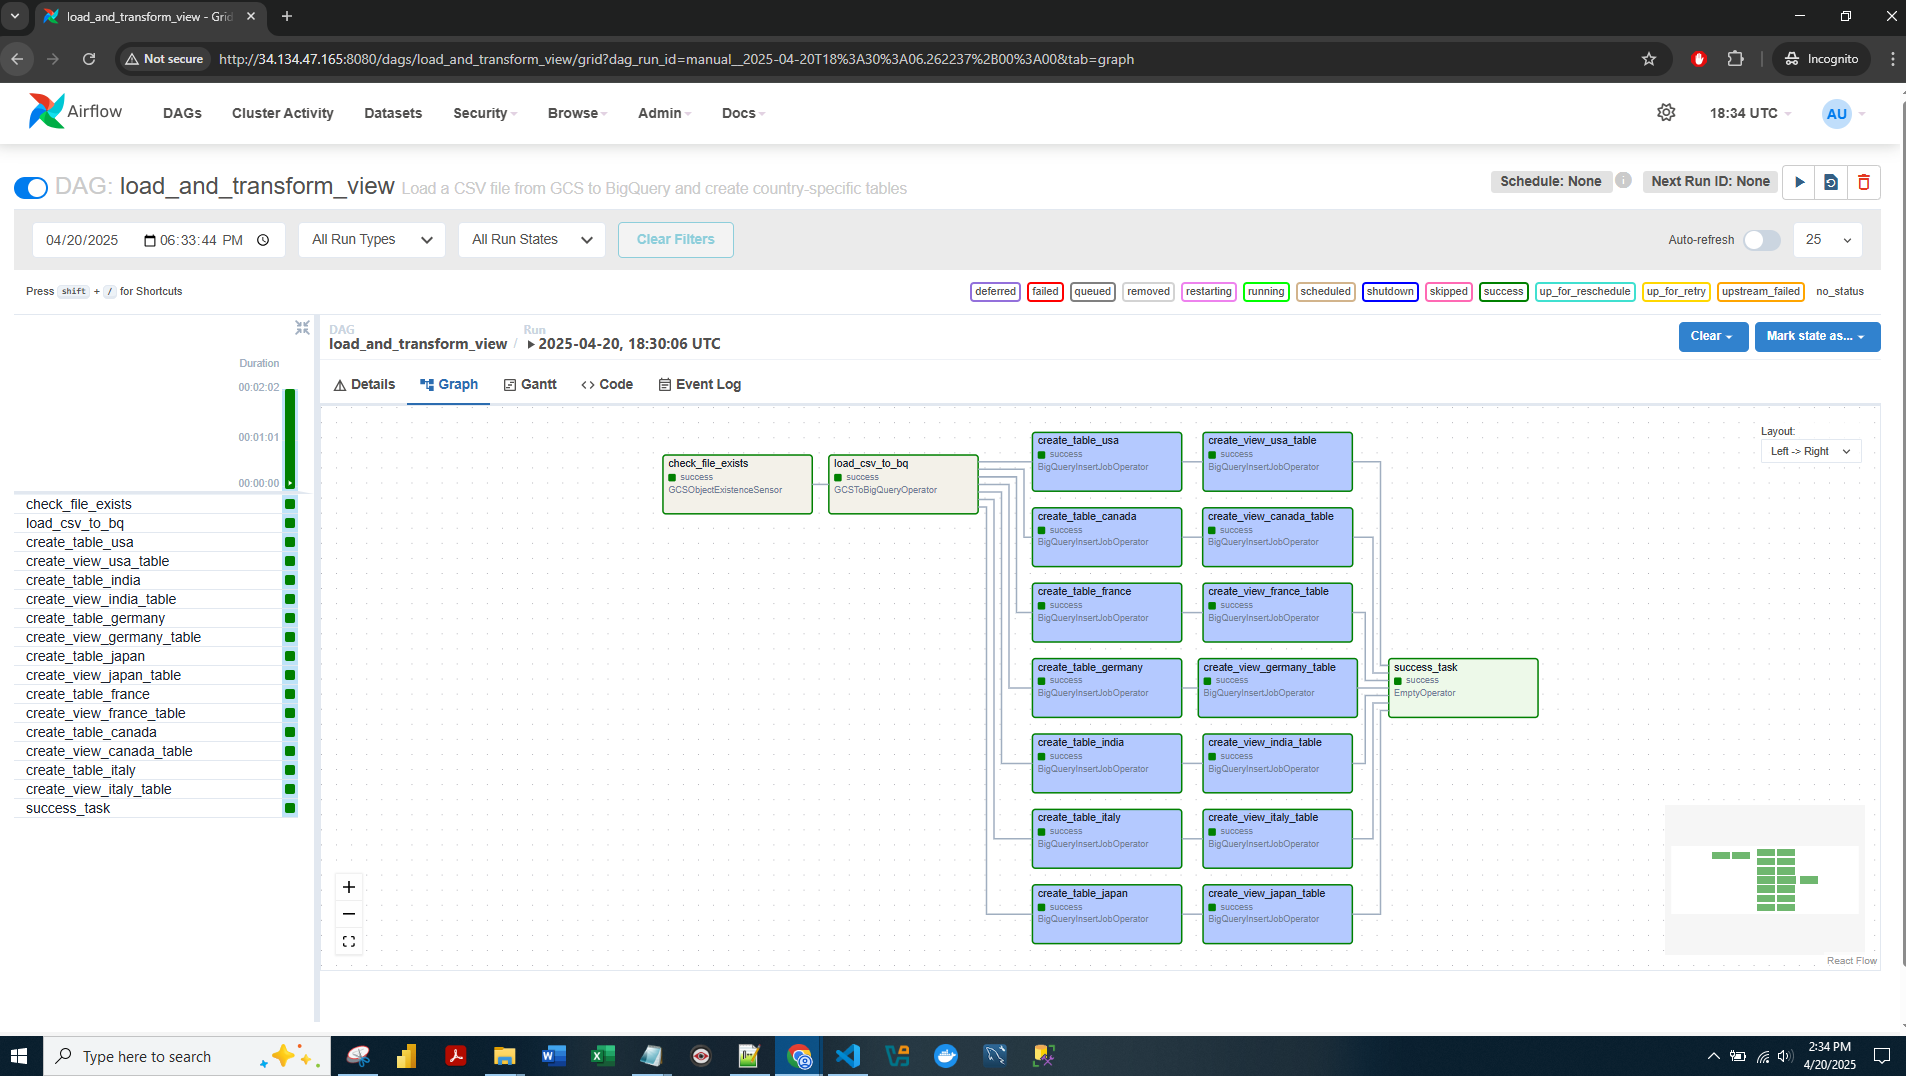 load_and_transform_view - Grid
Not secure
http://34.134.47.165:8080/dags/load_and_transform_view/grid?dag_run_id=manual__2025-04-20T18%3A30%3A06.262237%2B00%3A00&tab=graph
Incognito
Airflow
DAGs
Cluster Activity
Datasets
Security
Browse
Admin
Docs
18:34 UTC
AU
DAG: load_and_transform_view Load a CSV file from GCS to BigQuery and create country-specific tables
Schedule: None
Next Run ID: None
04/20/2025 06:33:44 PM
All Run Types
All Run States
Clear Filters
Auto-refresh
25
Press shift + / for Shortcuts
deferred
failed
queued
removed
restarting
running
scheduled
shutdown
skipped
success
up_for_reschedule
up_for_retry
upstream_failed
no_status
Duration
00:02:02
00:01:01
00:00:00
check_file_exists
load_csv_to_bq
create_table_usa
create_view_usa_table
create_table_india
create_view_india_table
create_table_germany
create_view_germany_table
create_table_japan
create_view_japan_table
create_table_france
create_view_france_table
create_table_canada
create_view_canada_table
create_table_italy
create_view_italy_table
success_task
DAG
load_and_transform_view
/
Run
2025-04-20, 18:30:06 UTC
Clear
Mark state as...
Details
Graph
Gantt
Code
Event Log
Layout:
Left -> Right
check_file_exists
success
GCSObjectExistenceSensor
load_csv_to_bq
success
GCSToBigQueryOperator
create_table_usa
success
BigQueryInsertJobOperator
create_view_usa_table
success
BigQueryInsertJobOperator
create_table_canada
success
BigQueryInsertJobOperator
create_view_canada_table
success
BigQueryInsertJobOperator
create_table_france
success
BigQueryInsertJobOperator
create_view_france_table
success
BigQueryInsertJobOperator
create_table_germany
success
BigQueryInsertJobOperator
create_view_germany_table
success
BigQueryInsertJobOperator
success_task
success
EmptyOperator
create_table_india
success
BigQueryInsertJobOperator
create_view_india_table
success
BigQueryInsertJobOperator
create_table_italy
success
BigQueryInsertJobOperator
create_view_italy_table
success
BigQueryInsertJobOperator
create_table_japan
success
BigQueryInsertJobOperator
create_view_japan_table
success
BigQueryInsertJobOperator
React Flow
Type here to search
2:34 PM
4/20/2025